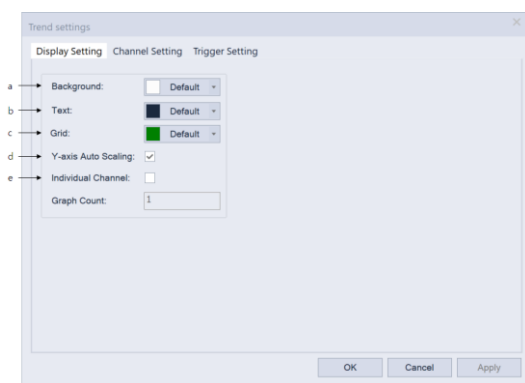 Trend settings
Display Setting Channel Setting Trigger Setting
a Background: Default
b Text: Default
c Grid: Default
d Y-axis Auto Scaling:
e Individual Channel:
Graph Count: 1
OK Cancel Apply